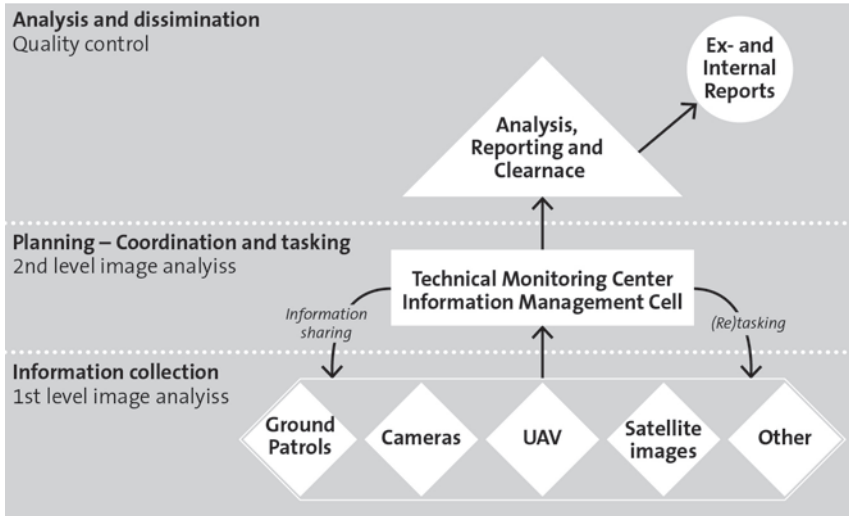 Analysis and dissimination
Quality control
Ex- and
Internal
Reports
Analysis,
Reporting and
Clearnace
Planning – Coordination and tasking
2nd level image analyiss
Technical Monitoring Center
Information Management Cell
Information
sharing
(Re)tasking
Information collection
1st level image analyiss
Ground
Patrols
Cameras
UAV
Satellite
images
Other